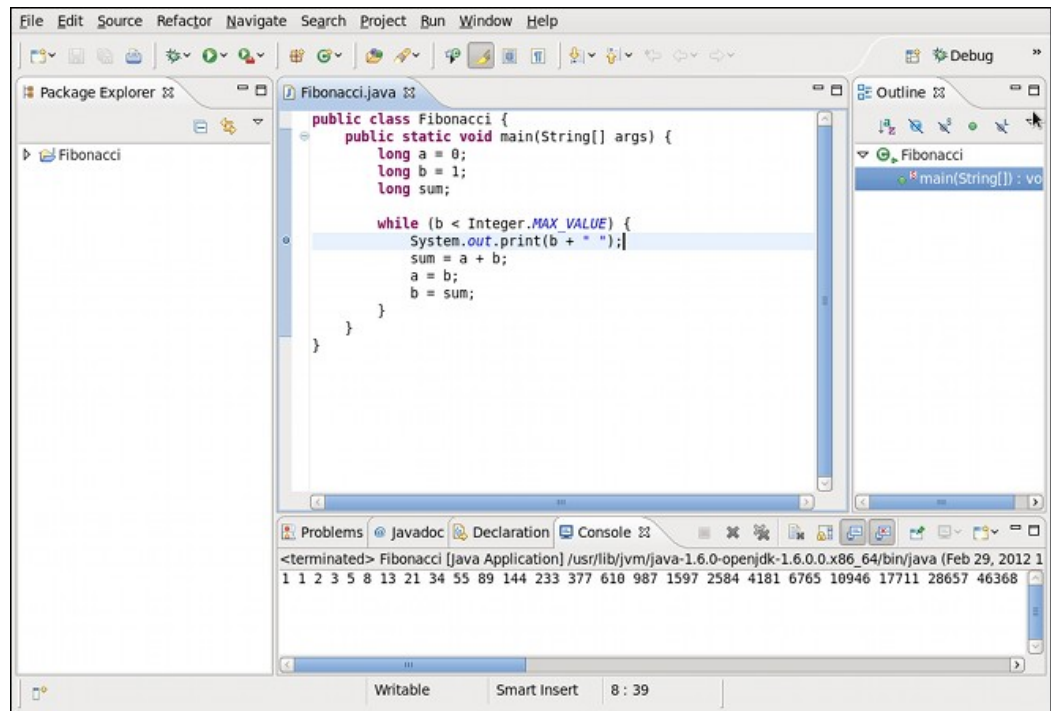 File Edit Source Refactor Navigate Search Project Run Window Help
Debug
»
Package Explorer
Fibonacci
Fibonacci.java
public class Fibonacci {
public static void main(String[] args) {
long a = 0;
long b = 1;
long sum;
while (b < Integer.MAX_VALUE) {
System.out.print(b + " ");
sum = a + b;
a = b;
b = sum;
}
}
}
Outline
Fibonacci
main(String[]) : vo
Problems @ Javadoc Declaration Console
<terminated> Fibonacci [Java Application] /usr/lib/jvm/java-1.6.0-openjdk-1.6.0.0.x86_64/bin/java (Feb 29, 2012 1
1 1 2 3 5 8 13 21 34 55 89 144 233 377 610 987 1597 2584 4181 6765 10946 17711 28657 46368
Writable Smart Insert 8 : 39